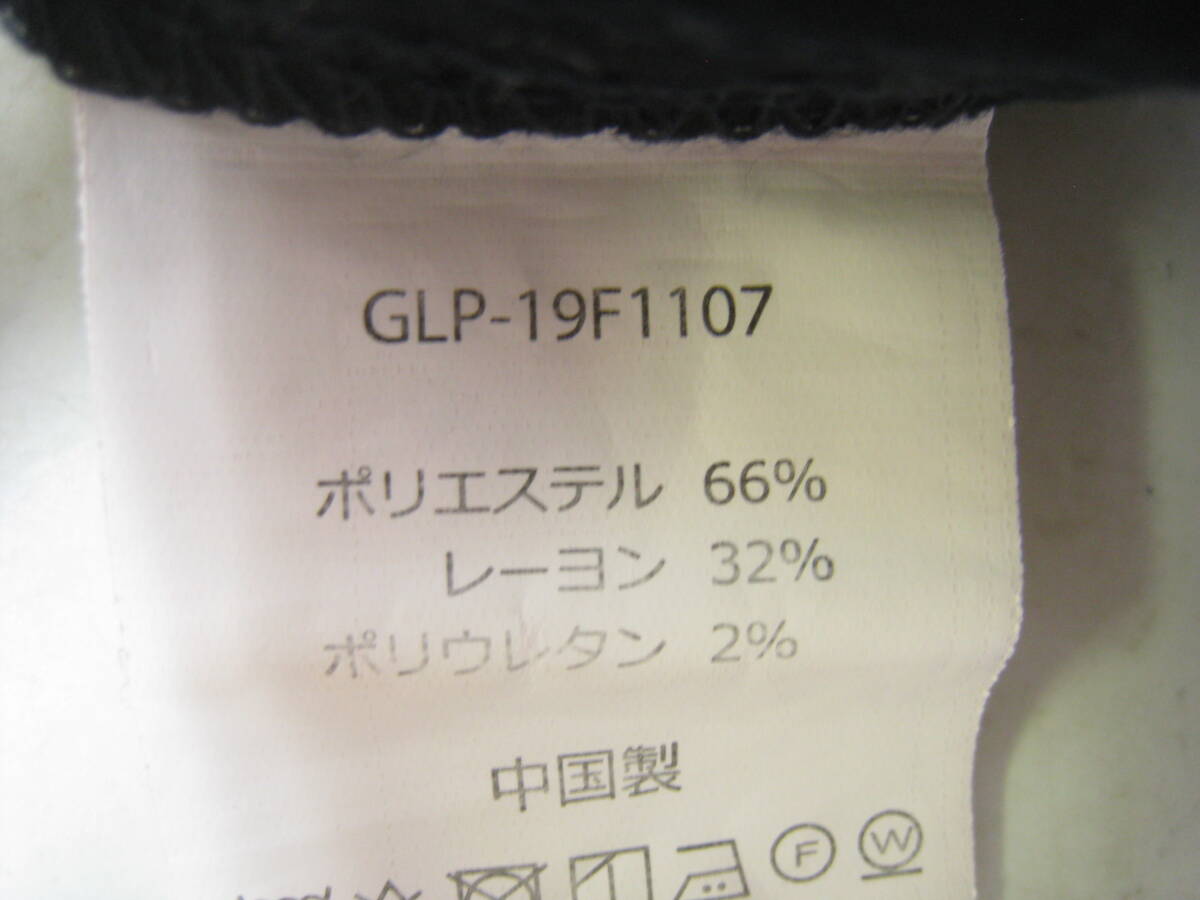 GLP-19F1107
ポリエステル 66%
レーヨン 32%
ポリウレタン 2%
中国製
F W